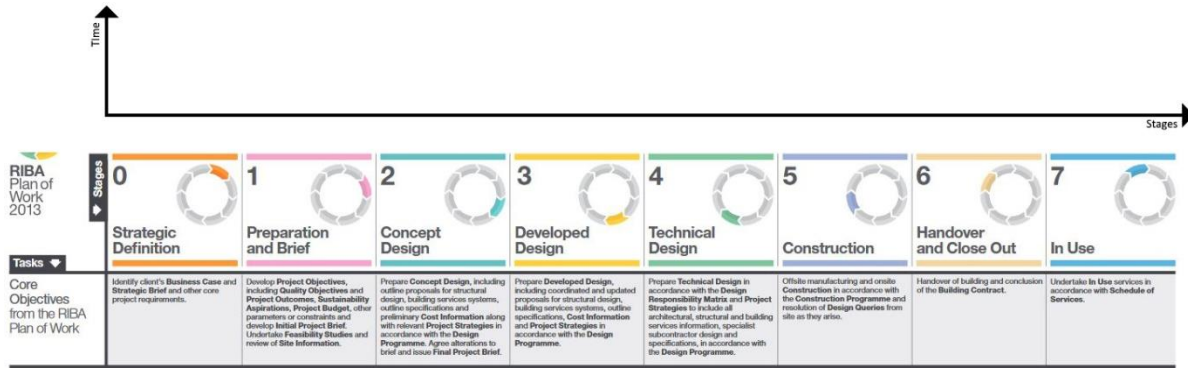 Time
Stages
RIBA
Plan of
Work
2013
Stages
0
Strategic
Definition
1
Preparation
and Brief
2
Concept
Design
3
Developed
Design
4
Technical
Design
5
Construction
6
Handover
and Close Out
7
In Use
Tasks
Core
Objectives
from the RIBA
Plan of Work
Identify client's Business Case and
Strategic Brief and other core
project requirements.
Develop Project Objectives,
including Quality Objectives and
Project Outcomes, Sustainability
Aspirations, Project Budget, other
parameters or constraints and
develop Initial Project Brief.
Undertake Feasibility Studies and
review of Site Information.
Prepare Concept Design, including
outline proposals for structural
design, building services systems,
outline specifications and
preliminary Cost Information along
with relevant Project Strategies in
accordance with the Design
Programme. Agree alterations to
brief and issue Final Project Brief.
Prepare Developed Design,
including coordinated and updated
proposals for structural design,
building services systems, outline
specifications, Cost Information
and Project Strategies in
accordance with the Design
Programme.
Prepare Technical Design in
accordance with the Design
Responsibility Matrix and Project
Strategies to include all
architectural, structural and building
services information, specialist
subcontractor design and
specifications, in accordance with
the Design Programme.
Offsite manufacturing and onsite
Construction in accordance with
the Construction Programme and
resolution of Design Queries from
site as they arise.
Handover of building and conclusion
of the Building Contract.
Undertake In Use services in
accordance with Schedule of
Services.